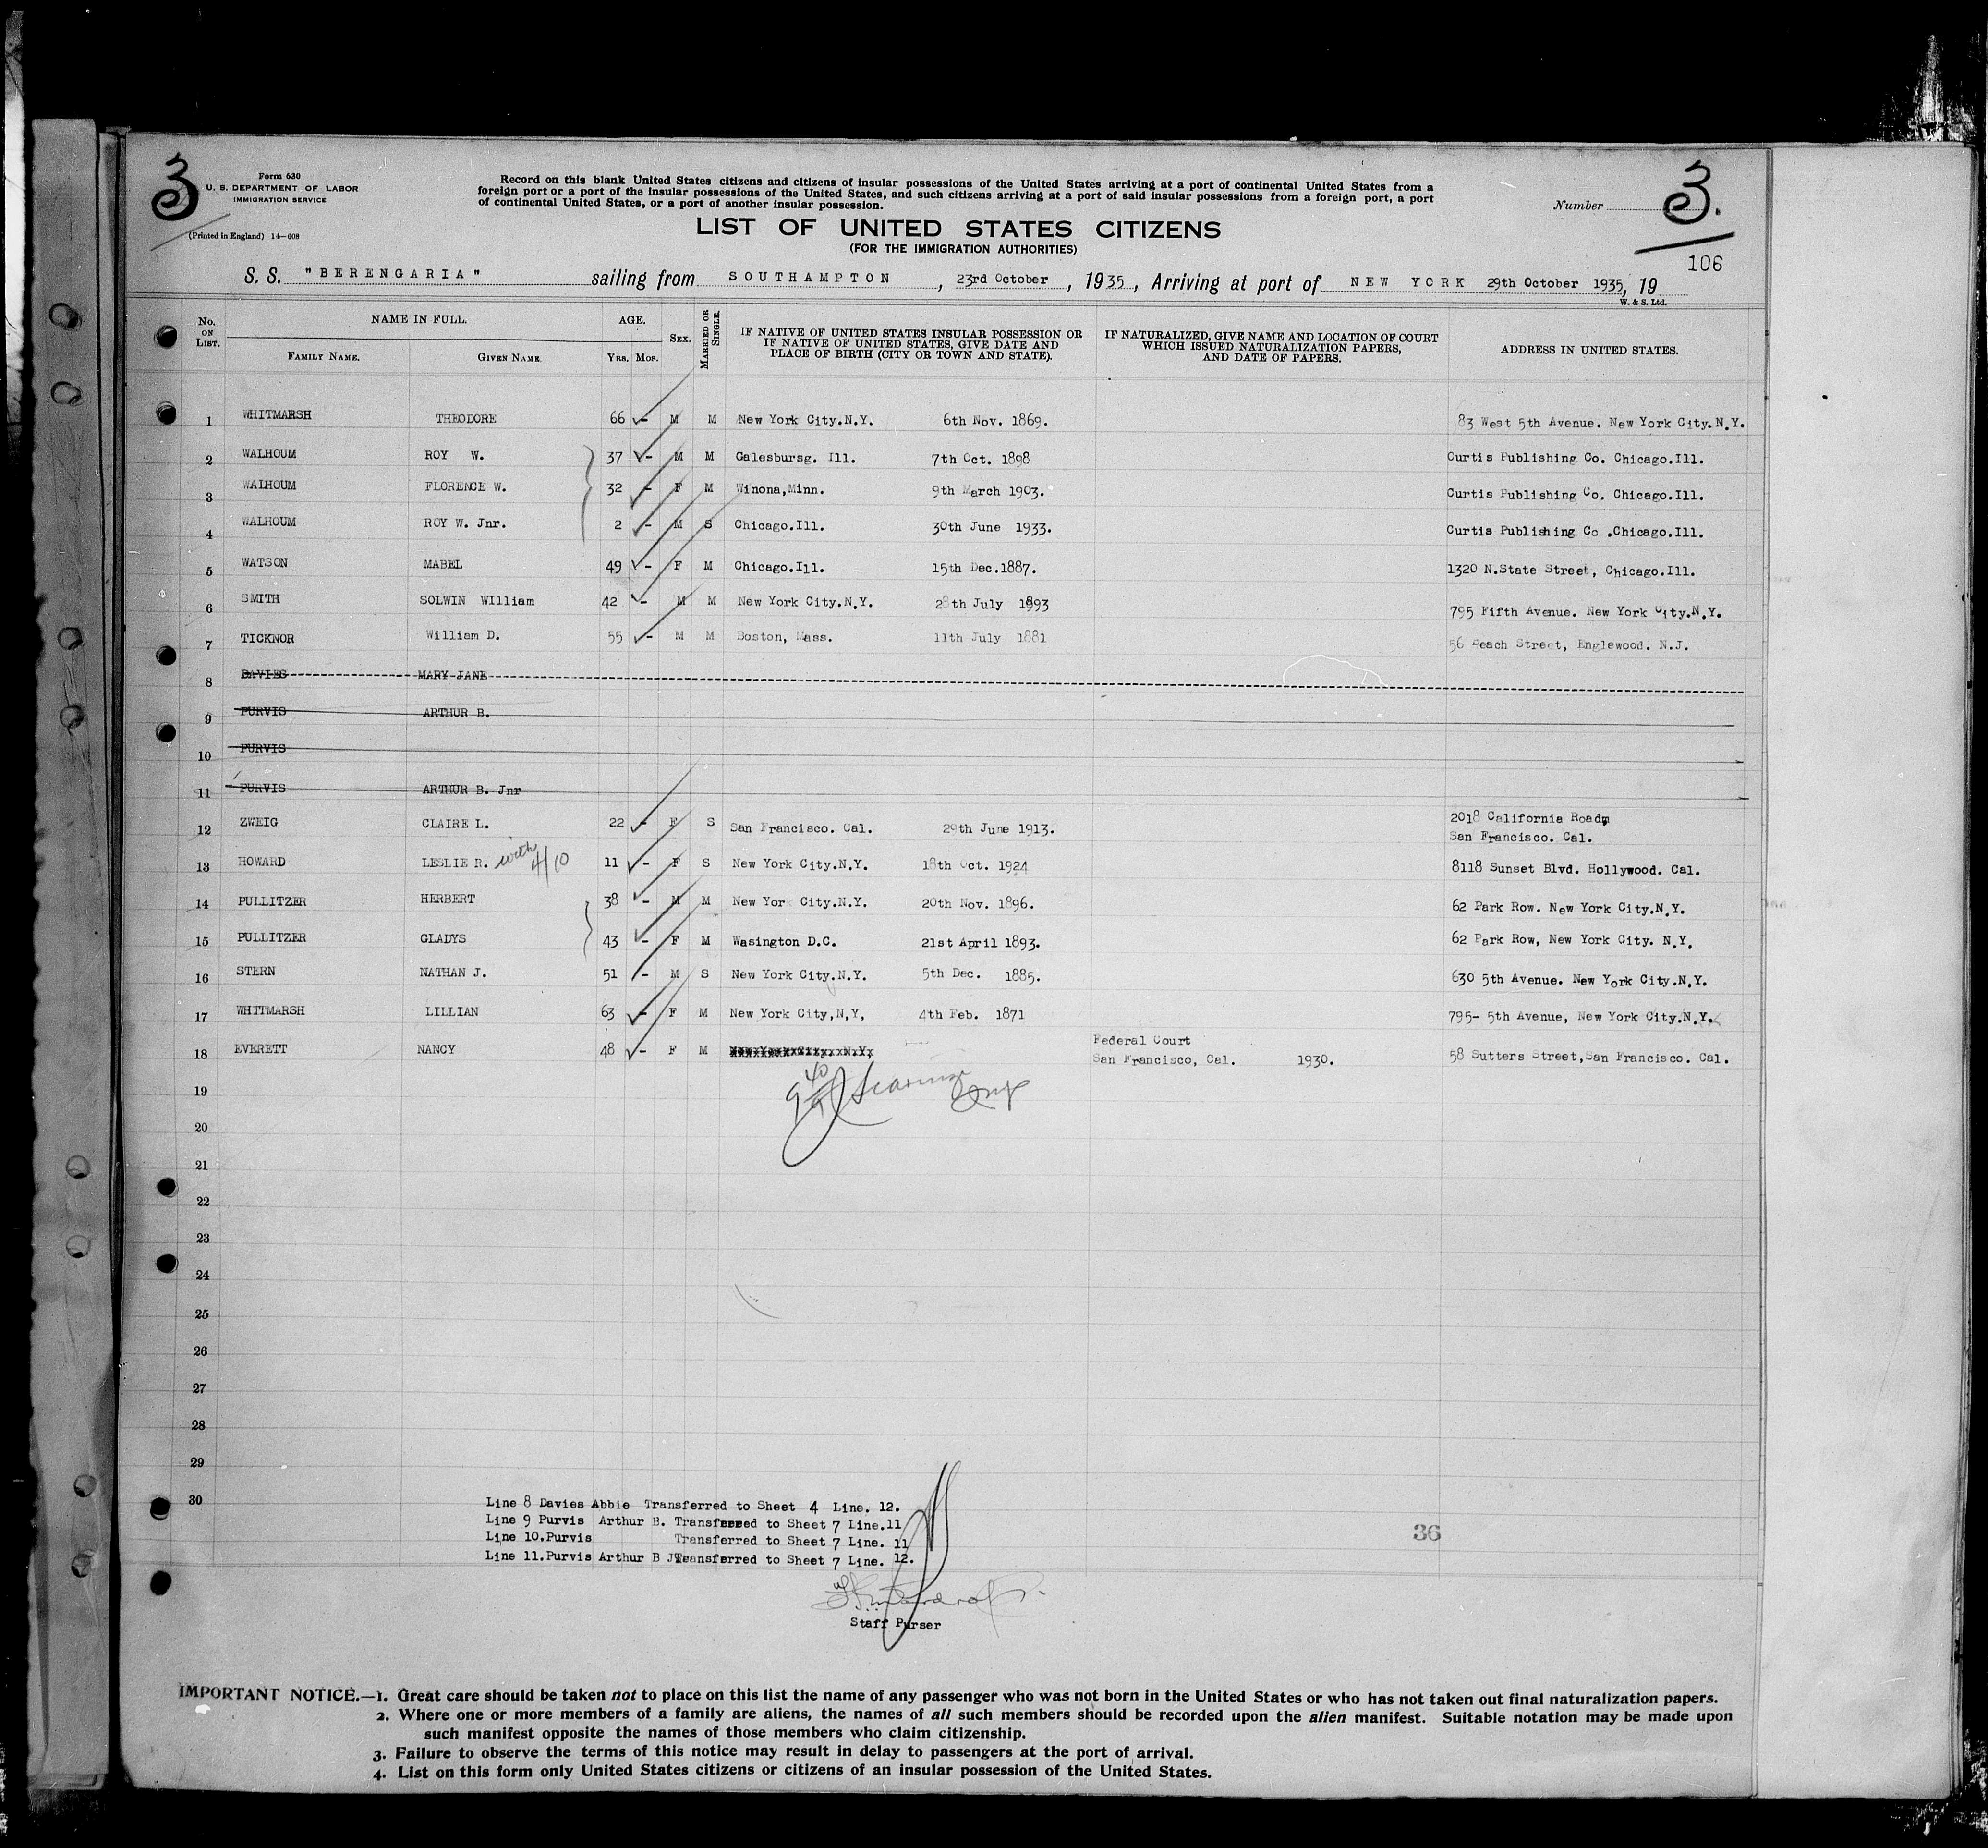 3
Form 630
U. S. DEPARTMENT OF LABOR
IMMIGRATION SERVICE
(Printed in England) 14—608
Record on this blank United States citizens and citizens of insular possessions of the United States arriving at a port of continental United States from a
foreign port or a port of the insular possessions of the United States, and such citizens arriving at a port of said insular possessions from a foreign port, a port
of continental United States, or a port of another insular possession.
Number 3.
LIST OF UNITED STATES CITIZENS
(FOR THE IMMIGRATION AUTHORITIES)
106
S. S. "BERENGARIA" sailing from SOUTHAMPTON, 23rd October, 1935, Arriving at port of NEW YORK 29th October 1935, 19
W. & S. Ltd.
No. ON LIST. NAME IN FULL. AGE. SEX. MARRIED OR SINGLE. IF NATIVE OF UNITED STATES INSULAR POSSESSION OR IF NATIVE OF UNITED STATES, GIVE DATE AND PLACE OF BIRTH (CITY OR TOWN AND STATE). IF NATURALIZED, GIVE NAME AND LOCATION OF COURT WHICH ISSUED NATURALIZATION PAPERS, AND DATE OF PAPERS. ADDRESS IN UNITED STATES.
FAMILY NAME. GIVEN NAME. YRS. MOS.
1 WHITMARSH THEODORE 66 - M M New York City.N.Y. 6th Nov. 1869. 83 West 5th Avenue. New York City.N.Y.
2 WALHOUM ROY W. 37 - M M Galesbursg. Ill. 7th Oct. 1898 Curtis Publishing Co. Chicago.Ill.
3 WALHOUM FLORENCE W. 32 - F M Winona,Minn. 9th March 1903. Curtis Publishing Co. Chicago.Ill.
4 WALHOUM ROY W. Jnr. 2 - M S Chicago.Ill. 30th June 1933. Curtis Publishing Co .Chicago.Ill.
5 WATSON MABEL 49 - F M Chicago.Ill. 15th Dec.1887. 1320 N.State Street, Chicago.Ill.
6 SMITH SOLWIN WIlliam 42 - M M New York City.N.Y. 28th July 1893 795 Fifth Avenue. New York City.N.Y.
7 TICKNOR William D. 55 - M M Boston, Mass. 11th July 1881 56 Beach Street, Englewood. N.J.
8 DAVIES MARY JANE
9 PURVIS ARTHUR B.
10 PURVIS
11 PURVIS ARTHUR B. Jnr
12 ZWEIG CLAIRE L. 22 - F S San Francisco. Cal. 29th June 1913. 2018 California Road,
San Francisco. Cal.
13 HOWARD LESLIE R. with 4/10 11 - F S New York City.N.Y. 18th Oct. 1924 8118 Sunset Blvd. Hollywood. Cal.
14 PULLITZER HERBERT 38 - M M New Yor City.N.Y. 20th Nov. 1896. 62 Park Row. New York City.N.Y.
15 PULLITZER GLADYS 43 - F M Wasington D.C. 21st April 1893. 62 Park Row, New York City. N.Y.
16 STERN NATHAN J. 51 - M S New York City.N.Y. 5th Dec. 1885. 630 5th Avenue. New York City.N.Y.
17 WHITMARSH LILLIAN 63 - F M New York City,N,Y, 4th Feb. 1871 795- 5th Avenue, New York City.N.Y.
18 EVERETT NANCY 48 - F M Federal Court
San Francisco, Cal. 1930. 58 Sutters Street,San Francisco. Cal.
19
20
21
22
23
24
25
26
27
28
29
30
Line 8 Davies Abbie Transferred to Sheet 4 Line. 12.
Line 9 Purvis Arthur B. Transferred to Sheet 7 Line.11
Line 10.Purvis Transferred to Sheet 7 Line. 11
Line 11.Purvis Arthur B Transferred to Sheet 7 Line. 12.
36
Staff Purser
IMPORTANT NOTICE.—1. Great care should be taken not to place on this list the name of any passenger who was not born in the United States or who has not taken out final naturalization papers.
2. Where one or more members of a family are aliens, the names of all such members should be recorded upon the alien manifest. Suitable notation may be made upon
such manifest opposite the names of those members who claim citizenship.
3. Failure to observe the terms of this notice may result in delay to passengers at the port of arrival.
4. List on this form only United States citizens or citizens of an insular possession of the United States.